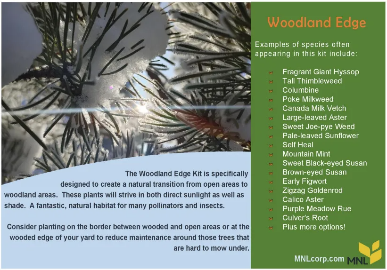 Woodland Edge
Examples of species often
appearing in this kit include:
Fragrant Giant Hyssop
Tall Thimbleweed
Columbine
Poke Milkweed
Canada Milk Vetch
Large-leaved Aster
Sweet Joe-pye Weed
Pale-leaved Sunflower
Self Heal
Mountain Mint
Sweet Black-eyed Susan
Brown-eyed Susan
Early Figwort
Zigzag Goldenrod
Calico Aster
Purple Meadow Rue
Culver's Root
Plus more options!
The Woodland Edge Kit is specifically
designed to create a natural transition from open areas to
woodland areas. These plants will strive in both direct sunlight as well as
shade. A fantastic, natural habitat for many pollinators and insects.
Consider planting on the border between wooded and open areas or at the
wooded edge of your yard to reduce maintenance around those trees that
are hard to mow under.
MNLcorp.com
MNL